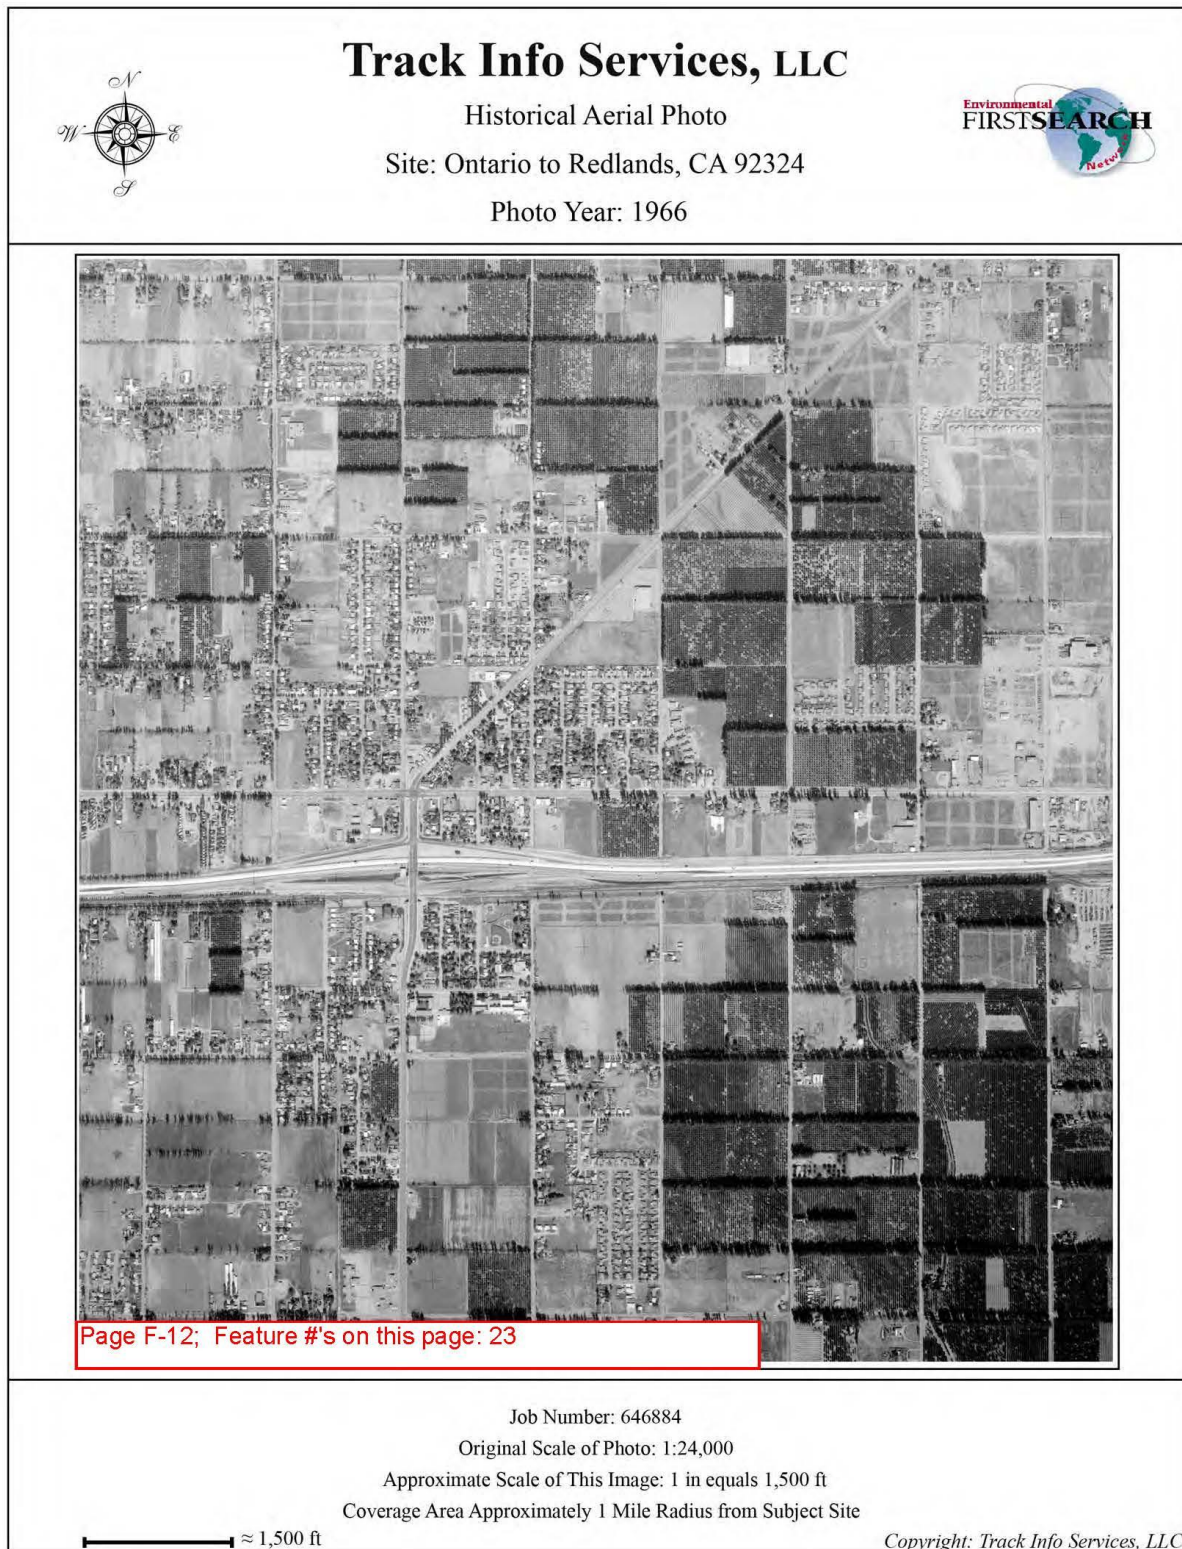 Track Info Services, LLC
Historical Aerial Photo
Site: Ontario to Redlands, CA 92324
Photo Year: 1966
N
W
E
S
Environmental
FIRSTSEARCH
Network
Page F-12; Feature #'s on this page: 23
Job Number: 646884
Original Scale of Photo: 1:24,000
Approximate Scale of This Image: 1 in equals 1,500 ft
Coverage Area Approximately 1 Mile Radius from Subject Site
≈ 1,500 ft
Copyright: Track Info Services, LLC